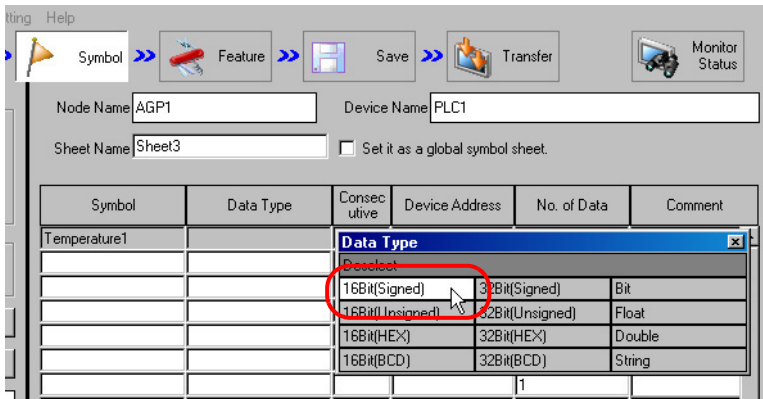 tting Help
Symbol Feature Save Transfer Monitor Status
Node Name AGP1 Device Name PLC1
Sheet Name Sheet3 Set it as a global symbol sheet.
Symbol Data Type Consec utive Device Address No. of Data Comment
Temperature1
Data Type
Deselect
16Bit(Signed) 32Bit(Signed) Bit
16Bit(Unsigned) 32Bit(Unsigned) Float
16Bit(HEX) 32Bit(HEX) Double
16Bit(BCD) 32Bit(BCD) String
1